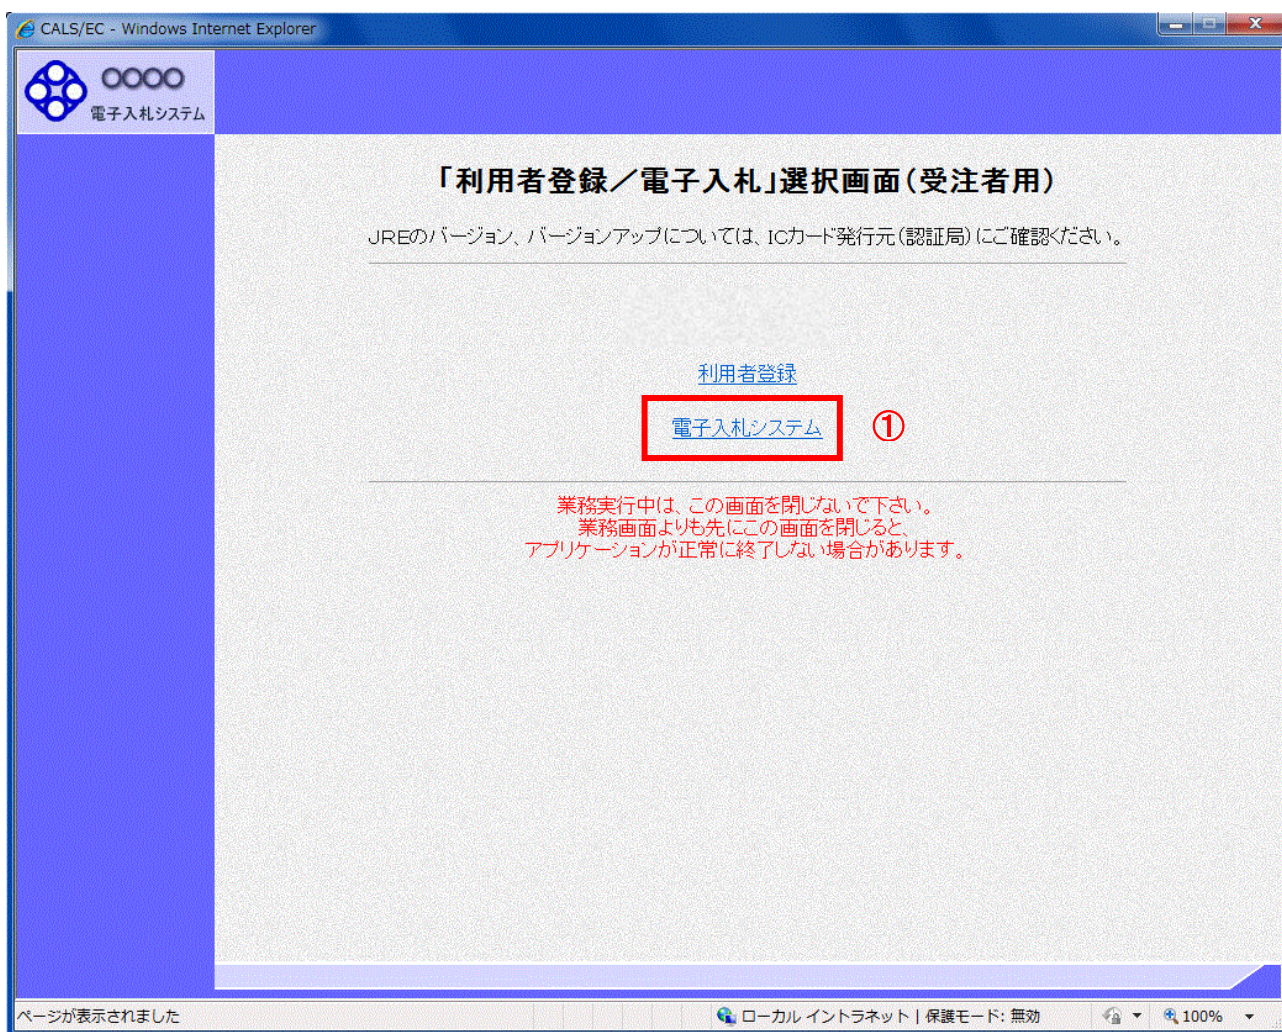 CALS/EC - Windows Internet Explorer
○○○○
電子入札システム
「利用者登録／電子入札」選択画面（受注者用）
JREのバージョン、バージョンアップについては、ICカード発行元（認証局）にご確認ください。
利用者登録
電子入札システム ①
業務実行中は、この画面を閉じないで下さい。
業務画面よりも先にこの画面を閉じると、
アプリケーションが正常に終了しない場合があります。
ページが表示されました ローカル イントラネット | 保護モード: 無効 100%